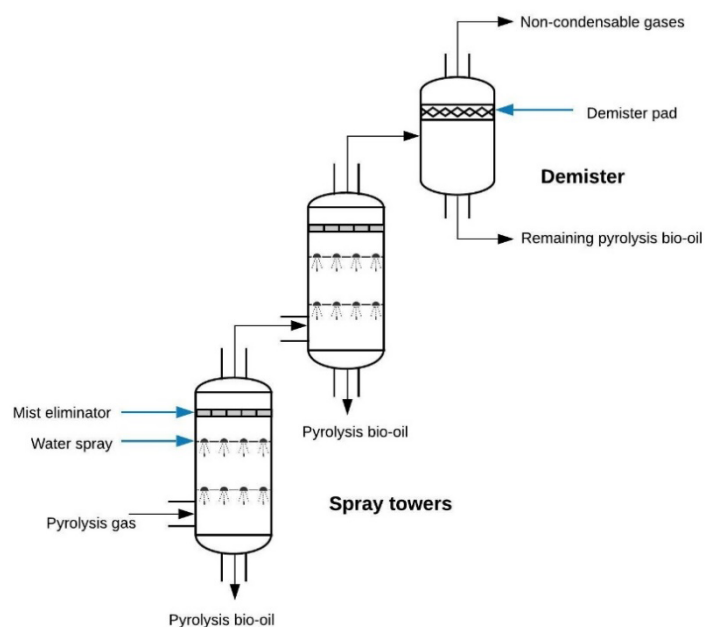 Non-condensable gases
Demister pad
Demister
Remaining pyrolysis bio-oil
Mist eliminator
Water spray
Pyrolysis bio-oil
Spray towers
Pyrolysis gas
Pyrolysis bio-oil